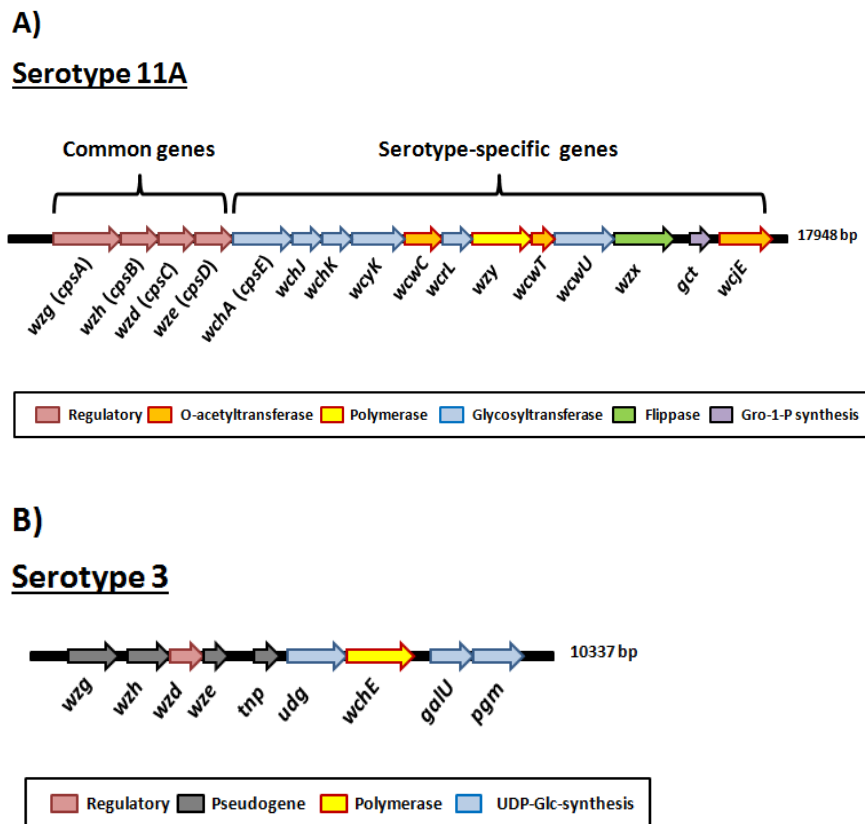 A)
Serotype 11A
Common genes Serotype-specific genes
17948 bp
wzg (cpsA) wzh (cpsB) wzd (cpsC) wze (cpsD) wchA (cpsE) wchJ wchK wcyK wcwC wcrL wzy wcwT wcwU wzx gct wcjE
Regulatory O-acetyltransferase Polymerase Glycosyltransferase Flippase Gro-1-P synthesis
B)
Serotype 3
10337 bp
wzg wzh wzd wze tnp udg wchE galU pgm
Regulatory Pseudogene Polymerase UDP-Glc-synthesis